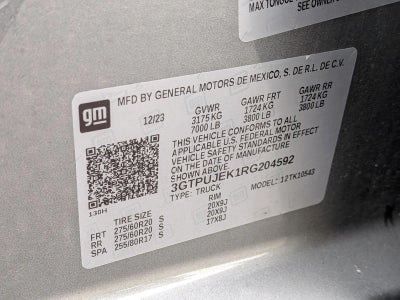 MAX TONGUE
SEE OWNER
gm
MFD BY GENERAL MOTORS DE MEXICO, S. DE R.L. DE C.V.
12/23 GVWR GAWR FRT GAWR RR
3175 KG 1724 KG 1724 KG
7000 LB 3800 LB 3800 LB
THIS VEHICLE CONFORMS TO ALL
APPLICABLE U.S. FEDERAL MOTOR
VEHICLE SAFETY STANDARDS IN EFFECT
ON THE DATE OF MANUFACTURE
3GTPUJEK1RG204592
TYPE: TRUCK MODEL: 12TK10543
130H
TIRE SIZE RIM
FRT 275/60R20 S 20X9J
RR 275/60R20 S 20X9J
SPA 255/80R17 S 17X8J